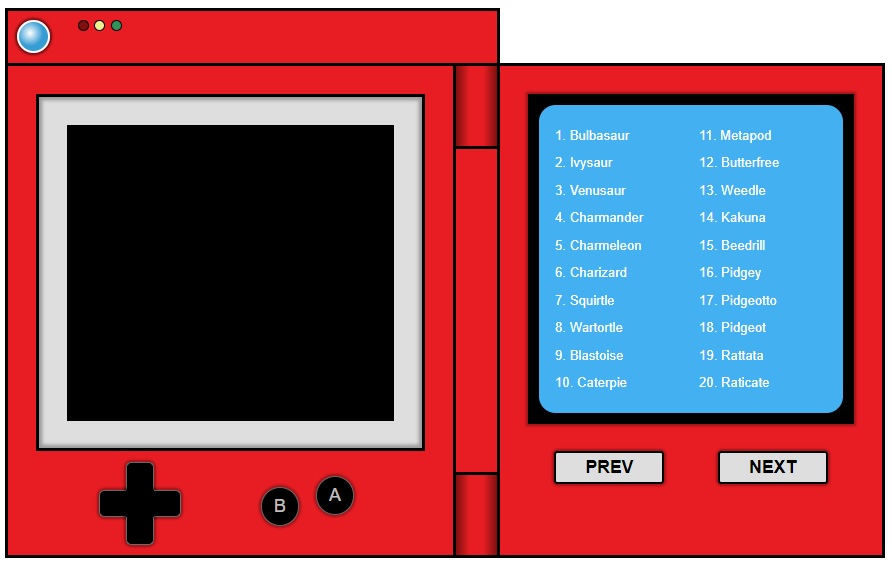 1. Bulbasaur
2. Ivysaur
3. Venusaur
4. Charmander
5. Charmeleon
6. Charizard
7. Squirtle
8. Wartortle
9. Blastoise
10. Caterpie
11. Metapod
12. Butterfree
13. Weedle
14. Kakuna
15. Beedrill
16. Pidgey
17. Pidgeotto
18. Pidgeot
19. Rattata
20. Raticate
B
A
PREV
NEXT